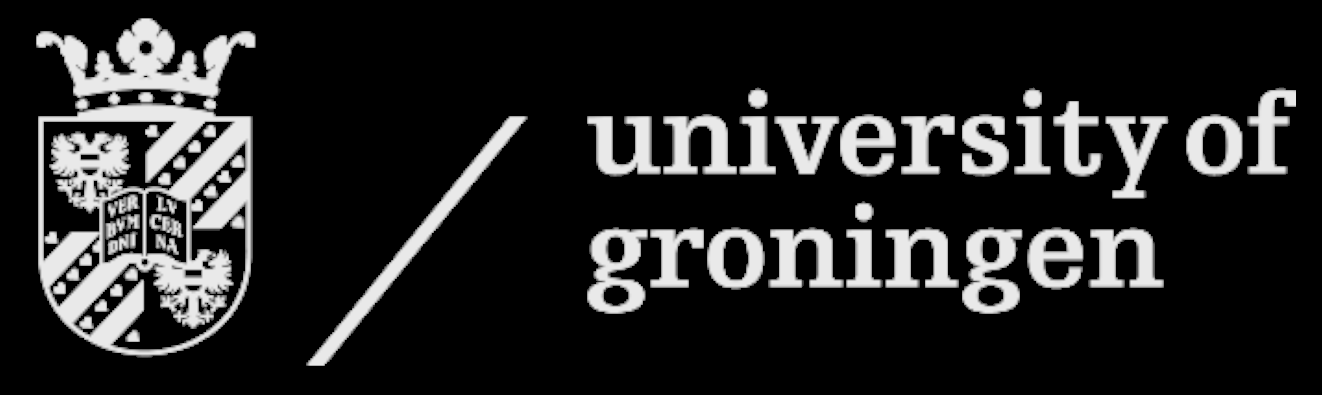 VER LV
BVM CER
DNI NA
university of
groningen